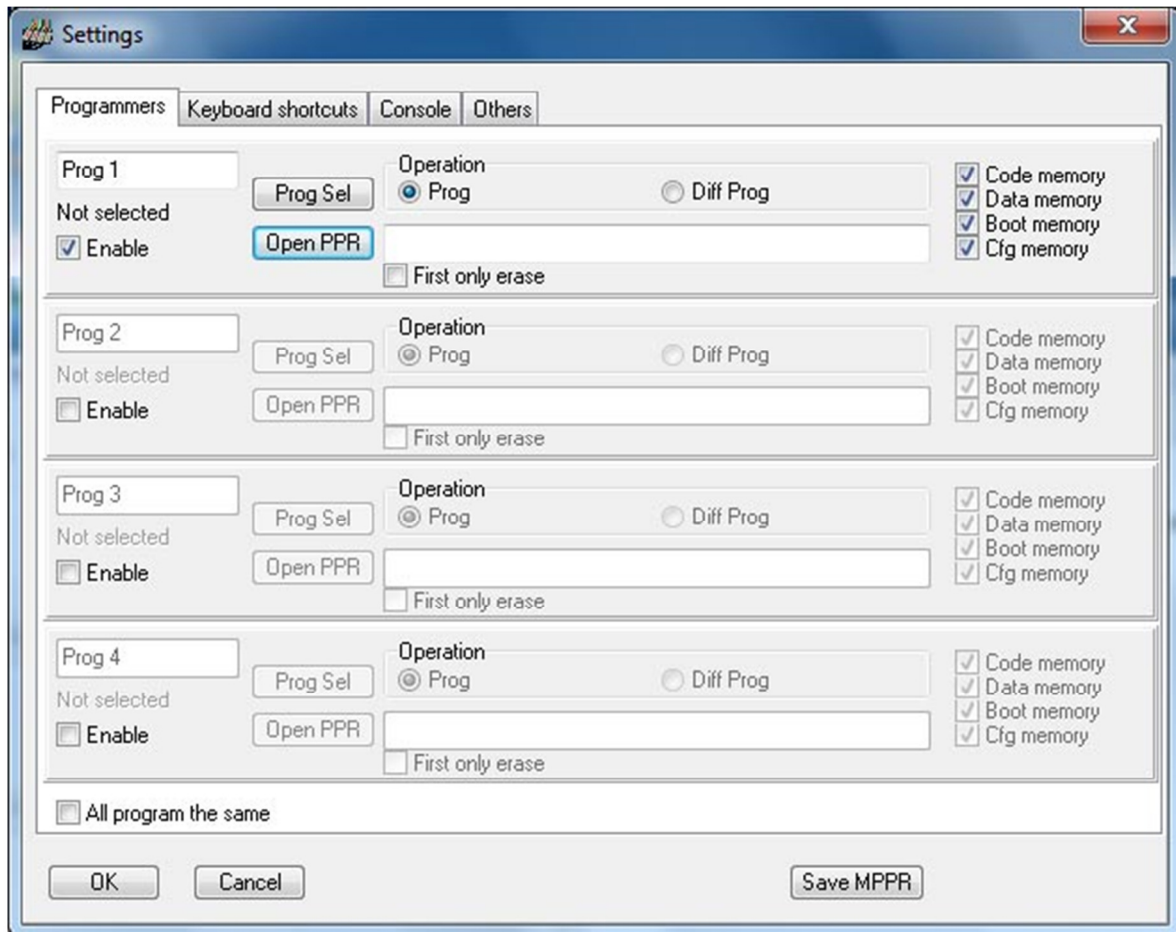 Settings
Programmers Keyboard shortcuts Console Others
Prog 1
Not selected
Enable
Prog Sel
Open PPR
Operation
Prog Diff Prog
First only erase
Code memory
Data memory
Boot memory
Cfg memory
Prog 2
Not selected
Enable
Prog Sel
Open PPR
Operation
Prog Diff Prog
First only erase
Code memory
Data memory
Boot memory
Cfg memory
Prog 3
Not selected
Enable
Prog Sel
Open PPR
Operation
Prog Diff Prog
First only erase
Code memory
Data memory
Boot memory
Cfg memory
Prog 4
Not selected
Enable
Prog Sel
Open PPR
Operation
Prog Diff Prog
First only erase
Code memory
Data memory
Boot memory
Cfg memory
All program the same
OK Cancel Save MPPR